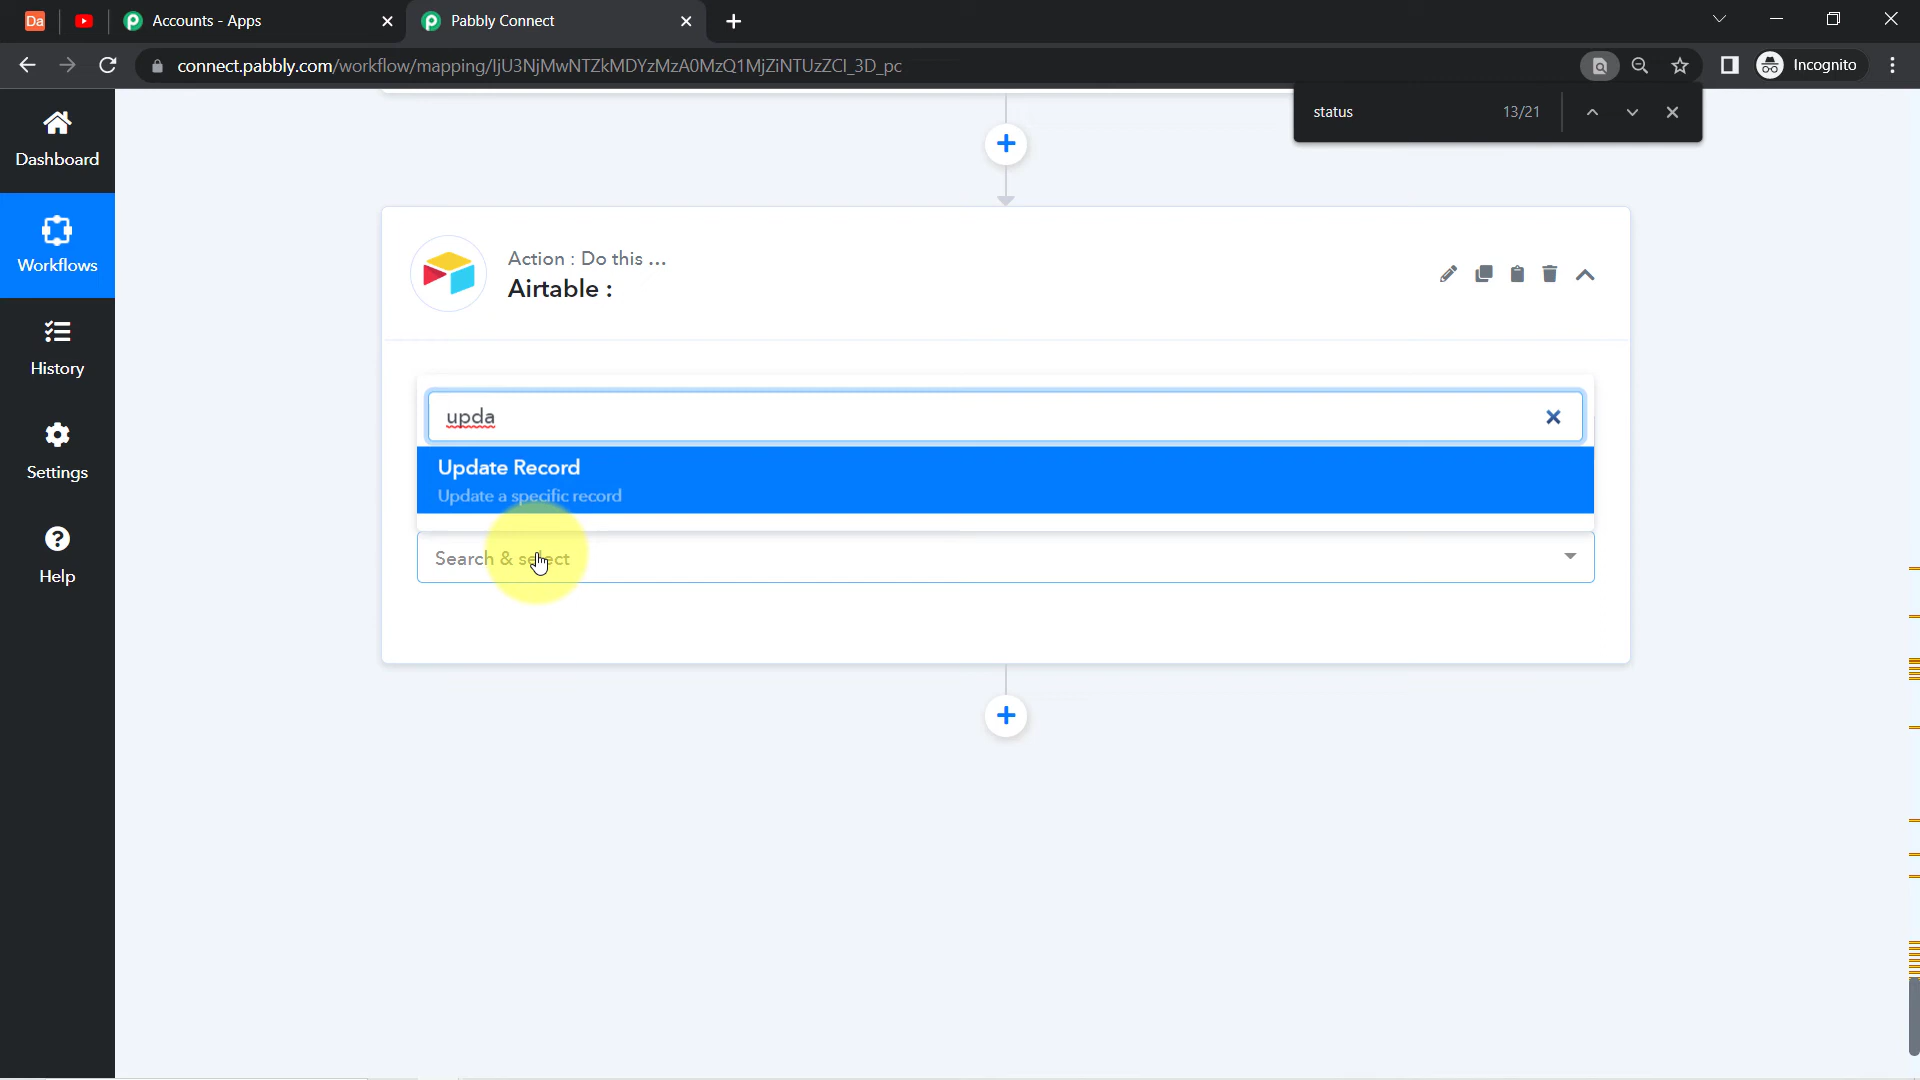 Da
Accounts - Apps
Pabbly Connect
connect.pabbly.com/workflow/mapping/IjU3NjMwNTZkMDYzMzA0MzQ1MjZiNTUzZCI_3D_pc
Incognito
status
13/21
Dashboard
Workflows
History
Settings
Help
Action : Do this ...
Airtable :
upda
Update Record
Update a specific record
Search & select